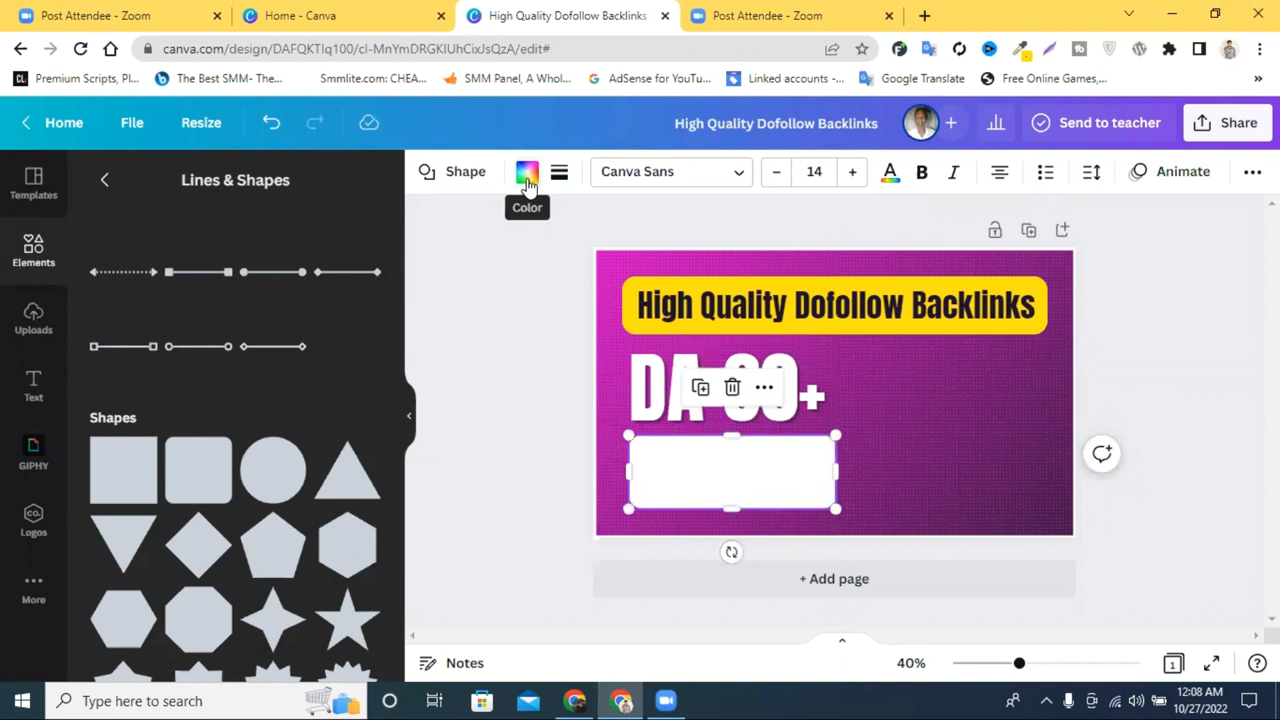 Post Attendee - Zoom
Home - Canva
High Quality Dofollow Backlinks
Post Attendee - Zoom
canva.com/design/DAFQKTIq100/cl-MnYmDRGKIUhCixJsQzA/edit#
Premium Scripts, Pl...
The Best SMM- The...
Smmlite.com: CHEA...
SMM Panel, A Whol...
AdSense for YouTu...
Linked accounts -...
Google Translate
Free Online Games,...
Home
File
Resize
High Quality Dofollow Backlinks
Send to teacher
Share
Templates
Elements
Uploads
Text
GIPHY
Logos
More
Lines & Shapes
Shapes
Shape
Canva Sans
14
A
B
I
Animate
Color
High Quality Dofollow Backlinks
+ Add page
Notes
40%
1
Type here to search
12:08 AM
10/27/2022